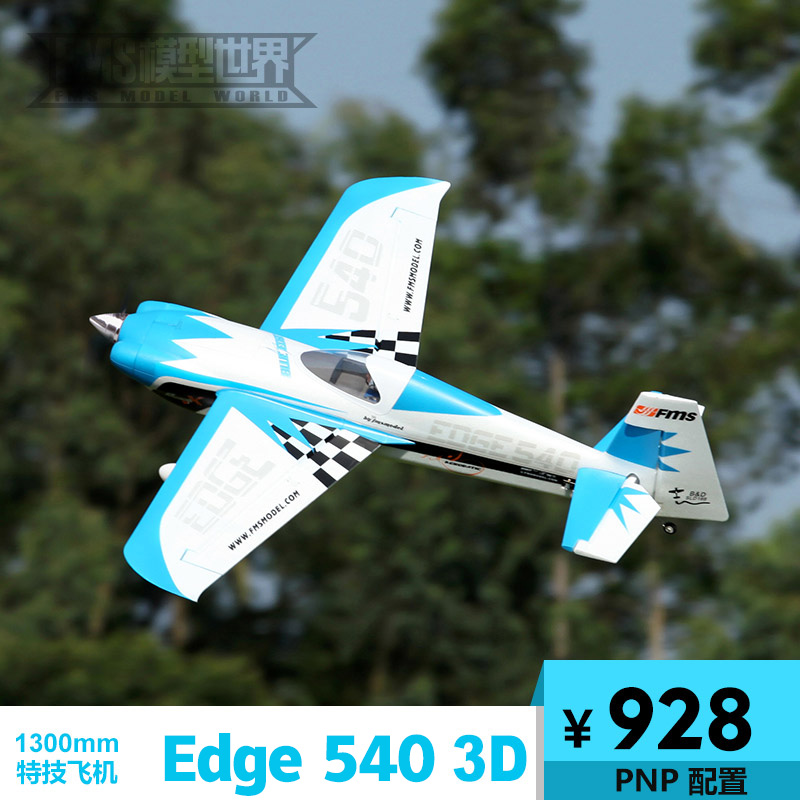 FMS模型世界
FMS MODEL WORLD
540
WWW.FMSMODEL.COM
EDGE
WWW.FMSMODEL.COM
EDGE 540
FMS
540
1300mm
特技飞机
Edge 540 3D
¥ 928
PNP 配置